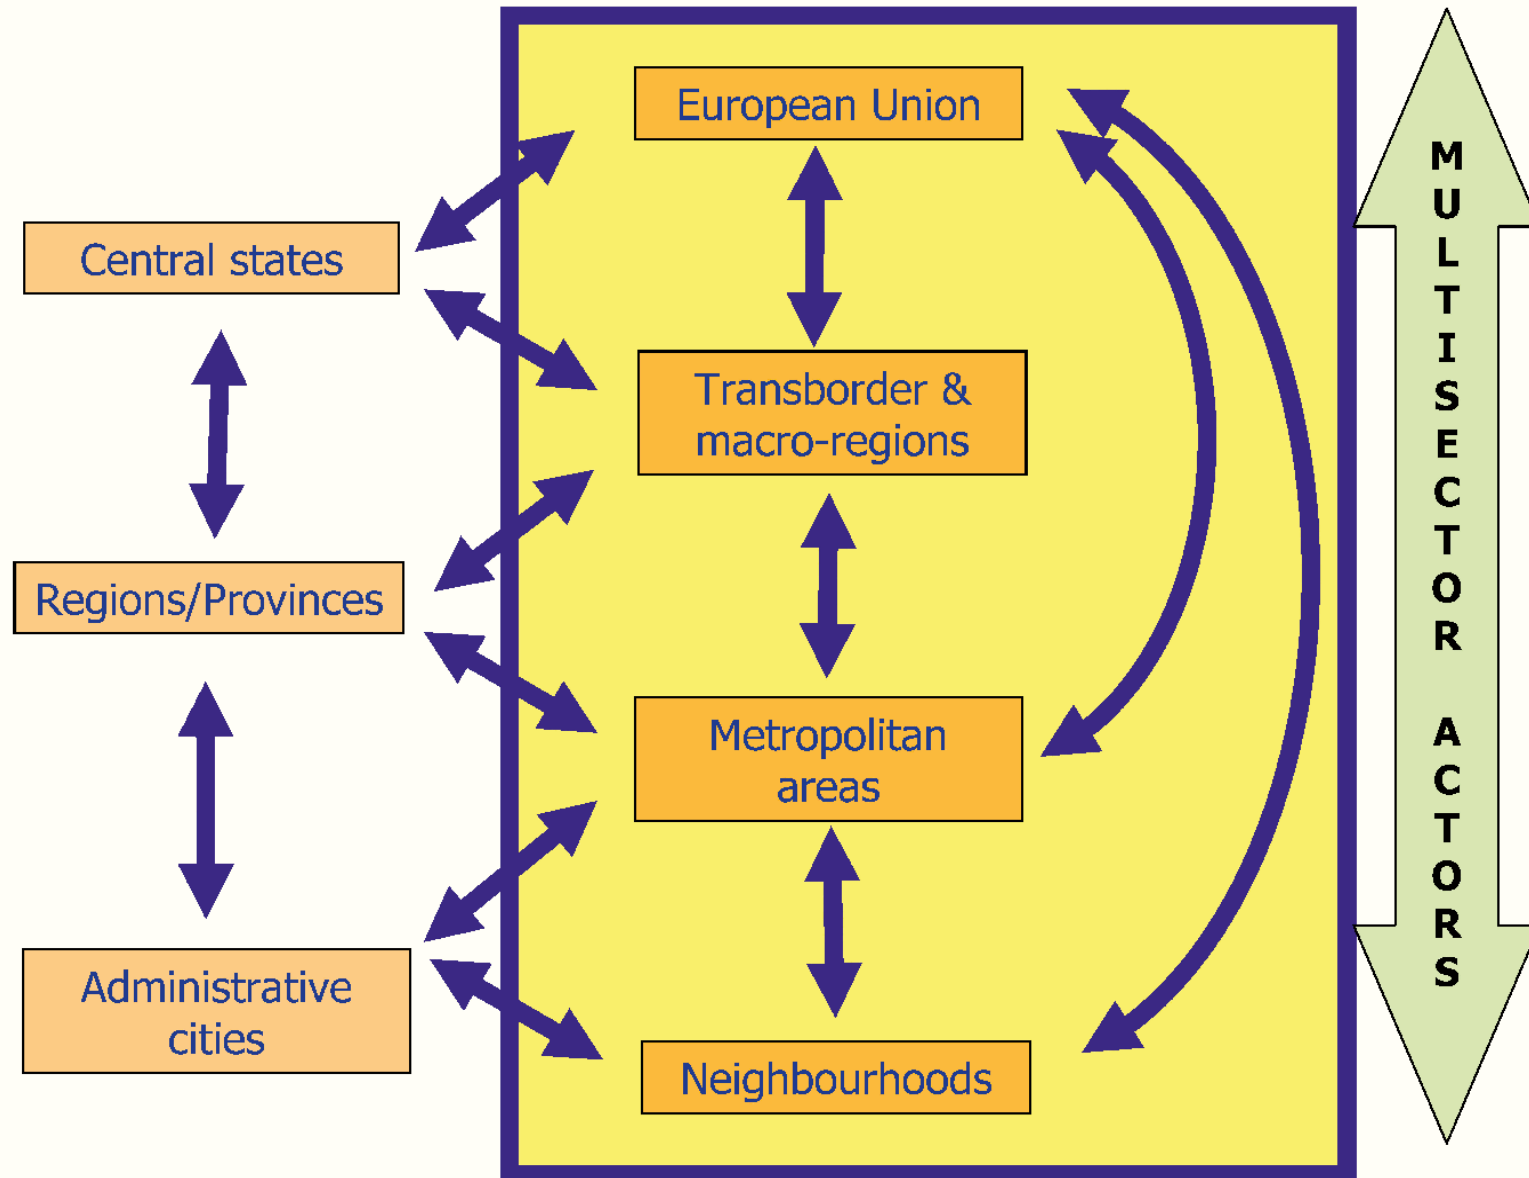 European Union
Central states
Transborder &
macro-regions
Regions/Provinces
Metropolitan
areas
Administrative
cities
Neighbourhoods
MULTISECTOR ACTORS